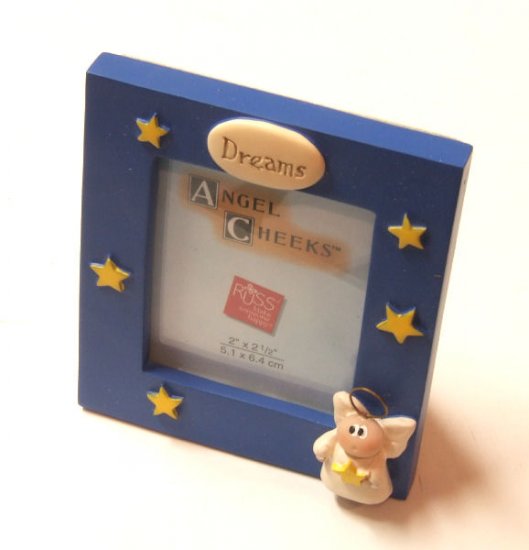 Dreams
ANGEL
CHEEKS™
RUSS
2" x 2 1/2"
5.1 x 6.4 cm